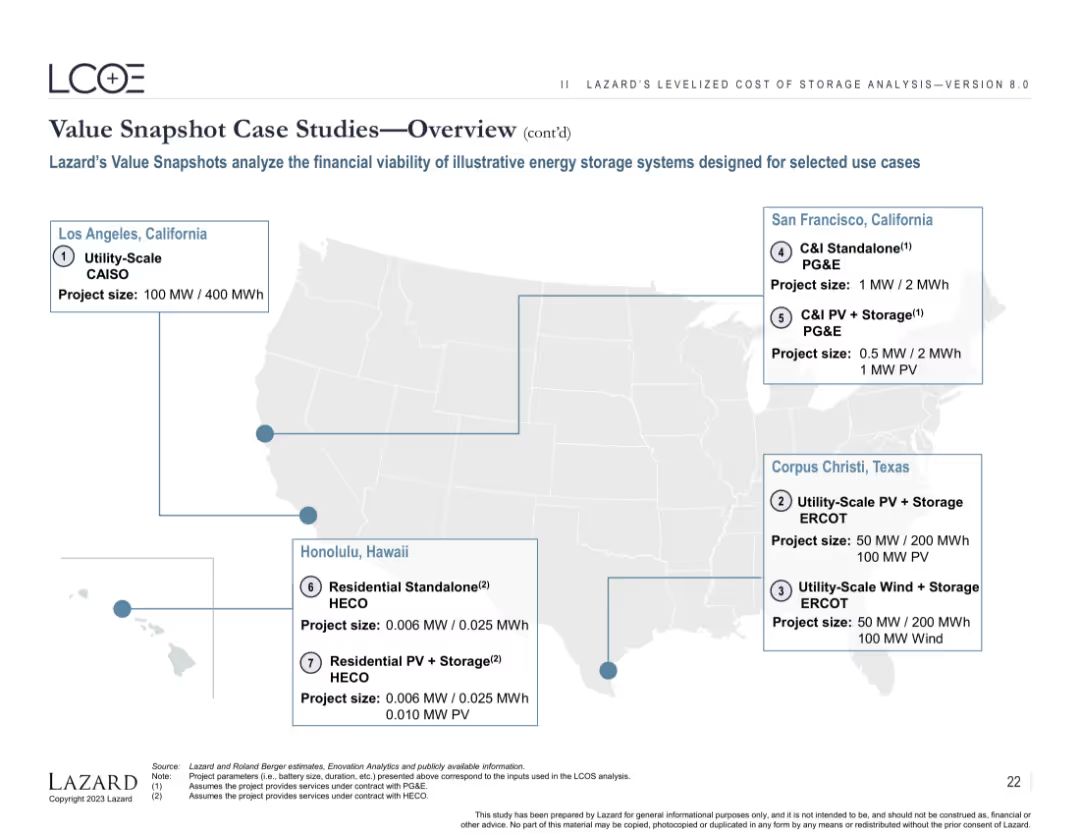 LCOE
II LAZARD'S LEVELIZED COST OF STORAGE ANALYSIS—VERSION 8.0
Value Snapshot Case Studies—Overview (cont'd)
Lazard's Value Snapshots analyze the financial viability of illustrative energy storage systems designed for selected use cases
Los Angeles, California
1 Utility-Scale
CAISO
Project size: 100 MW / 400 MWh
San Francisco, California
4 C&I Standalone(1)
PG&E
Project size: 1 MW / 2 MWh
5 C&I PV + Storage(1)
PG&E
Project size: 0.5 MW / 2 MWh
1 MW PV
Corpus Christi, Texas
2 Utility-Scale PV + Storage
ERCOT
Project size: 50 MW / 200 MWh
100 MW PV
3 Utility-Scale Wind + Storage
ERCOT
Project size: 50 MW / 200 MWh
100 MW Wind
Honolulu, Hawaii
6 Residential Standalone(2)
HECO
Project size: 0.006 MW / 0.025 MWh
7 Residential PV + Storage(2)
HECO
Project size: 0.006 MW / 0.025 MWh
0.010 MW PV
LAZARD
Copyright 2023 Lazard
Source: Lazard and Roland Berger estimates, Enovation Analytics and publicly available information.
Note: Project parameters (i.e., battery size, duration, etc.) presented above correspond to the inputs used in the LCOS analysis.
(1) Assumes the project provides services under contract with PG&E.
(2) Assumes the project provides services under contract with HECO.
22
This study has been prepared by Lazard for general informational purposes only, and it is not intended to be, and should not be construed as, financial or
other advice. No part of this material may be copied, photocopied or duplicated in any form by any means or redistributed without the prior consent of Lazard.